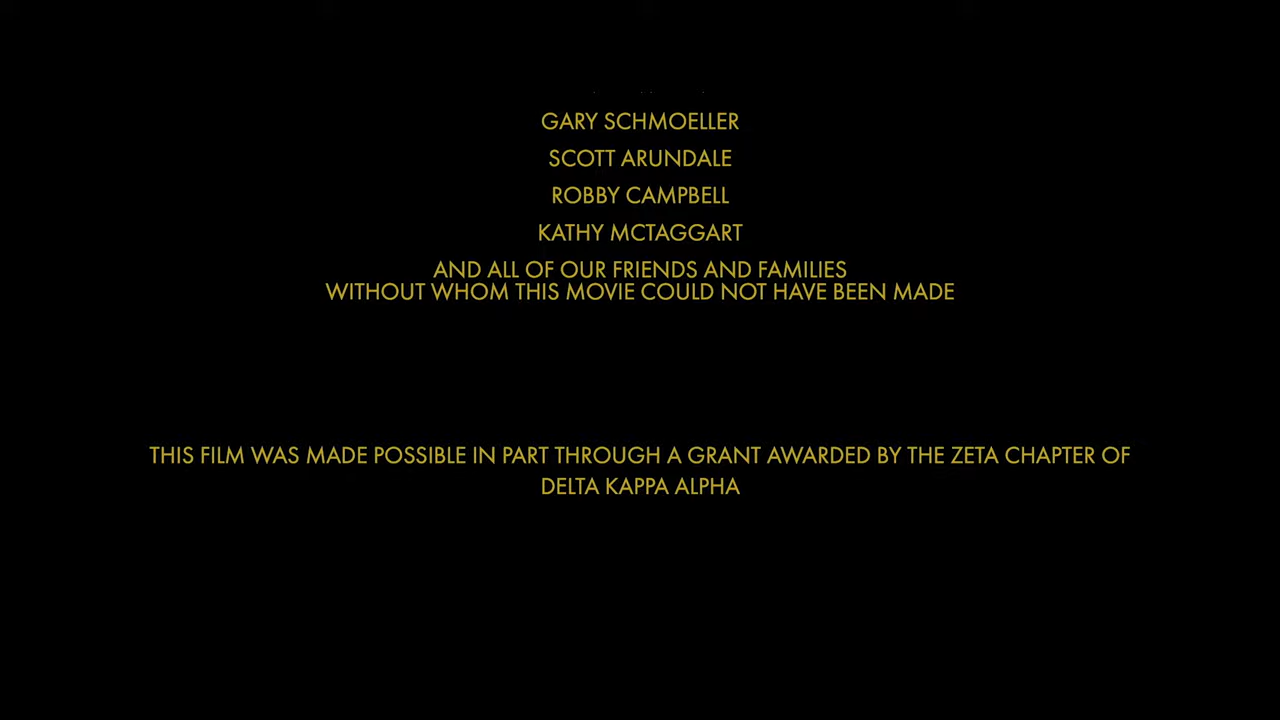 GARY SCHMOELLER
SCOTT ARUNDALE
ROBBY CAMPBELL
KATHY MCTAGGART
AND ALL OF OUR FRIENDS AND FAMILIES
WITHOUT WHOM THIS MOVIE COULD NOT HAVE BEEN MADE
THIS FILM WAS MADE POSSIBLE IN PART THROUGH A GRANT AWARDED BY THE ZETA CHAPTER OF
DELTA KAPPA ALPHA